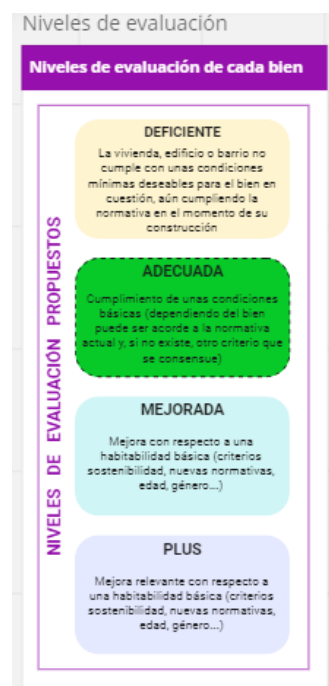 Niveles de evaluación
Niveles de evaluación de cada bien
NIVELES DE EVALUACIÓN PROPUESTOS
DEFICIENTE
La vivienda, edificio o barrio no
cumple con unas condiciones
mínimas deseables para el bien en
cuestión, aún cumpliendo la
normativa en el momento de su
construcción
ADECUADA
Cumplimiento de unas condiciones
básicas (dependiendo del bien
puede ser acorde a la normativa
actual y, si no existe, otro criterio que
se consensue)
MEJORADA
Mejora con respecto a una
habitabilidad básica (criterios
sostenibilidad, nuevas normativas,
edad, género...)
PLUS
Mejora relevante con respecto a
una habitabilidad básica (criterios
sostenibilidad, nuevas normativas,
edad, género...)